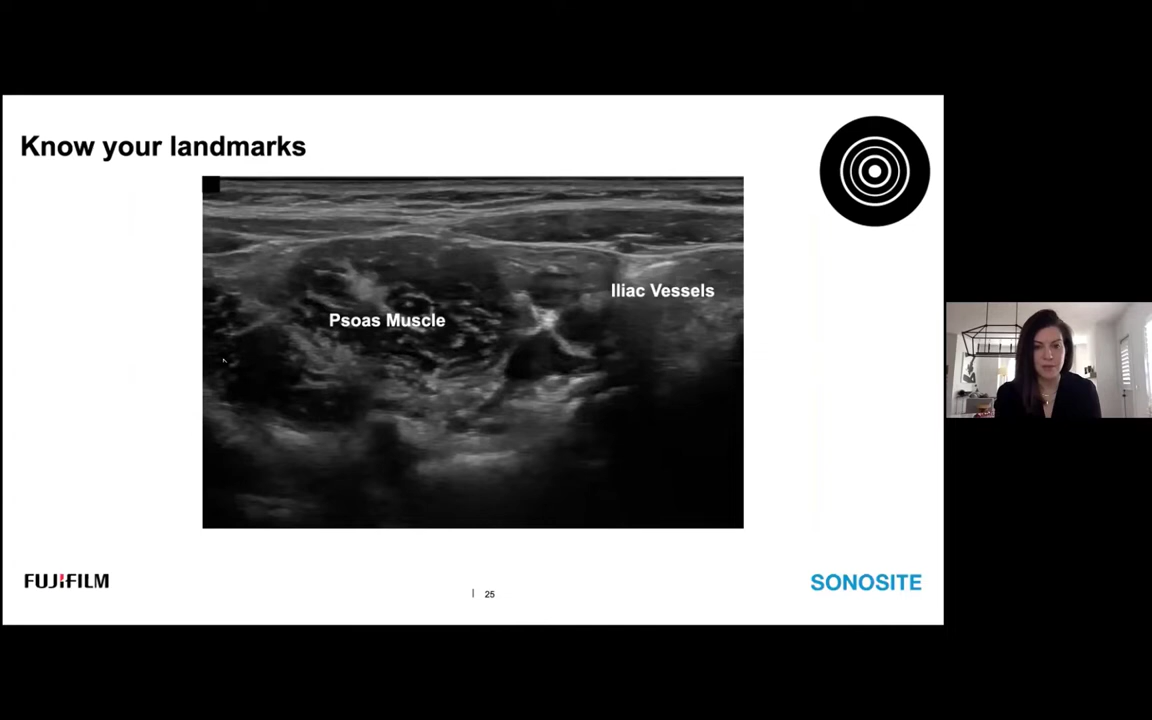 Know your landmarks
Iliac Vessels
Psoas Muscle
FUJIFILM
25
SONOSITE